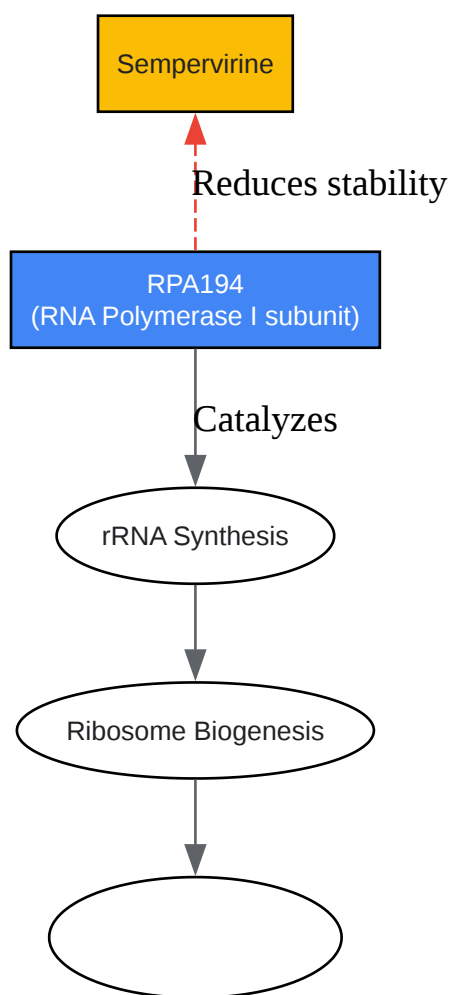 Sempervirine
Reduces stability
RPA194
(RNA Polymerase I subunit)
Catalyzes
rRNA Synthesis
Ribosome Biogenesis